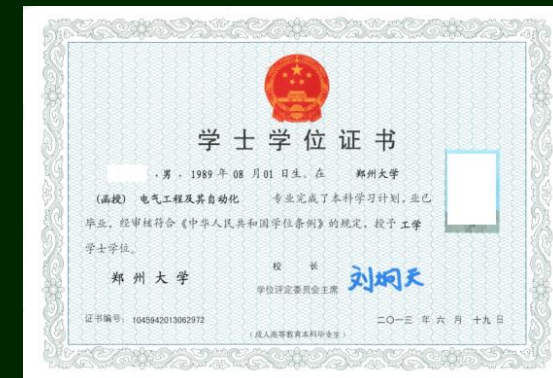 学士学位证书
，男，1989 年 08 月 01 日生。在 郑州大学
(函授) 电气工程及其自动化 专业完成了本科学习计划，业已
毕业，经审核符合《中华人民共和国学位条例》的规定，授予 工学
学士学位。
郑州大学
校长
学位评定委员会主席
刘炯天
证书编号：1045942013062972
二〇一三 年 六 月 十九 日
（成人高等教育本科毕业生）